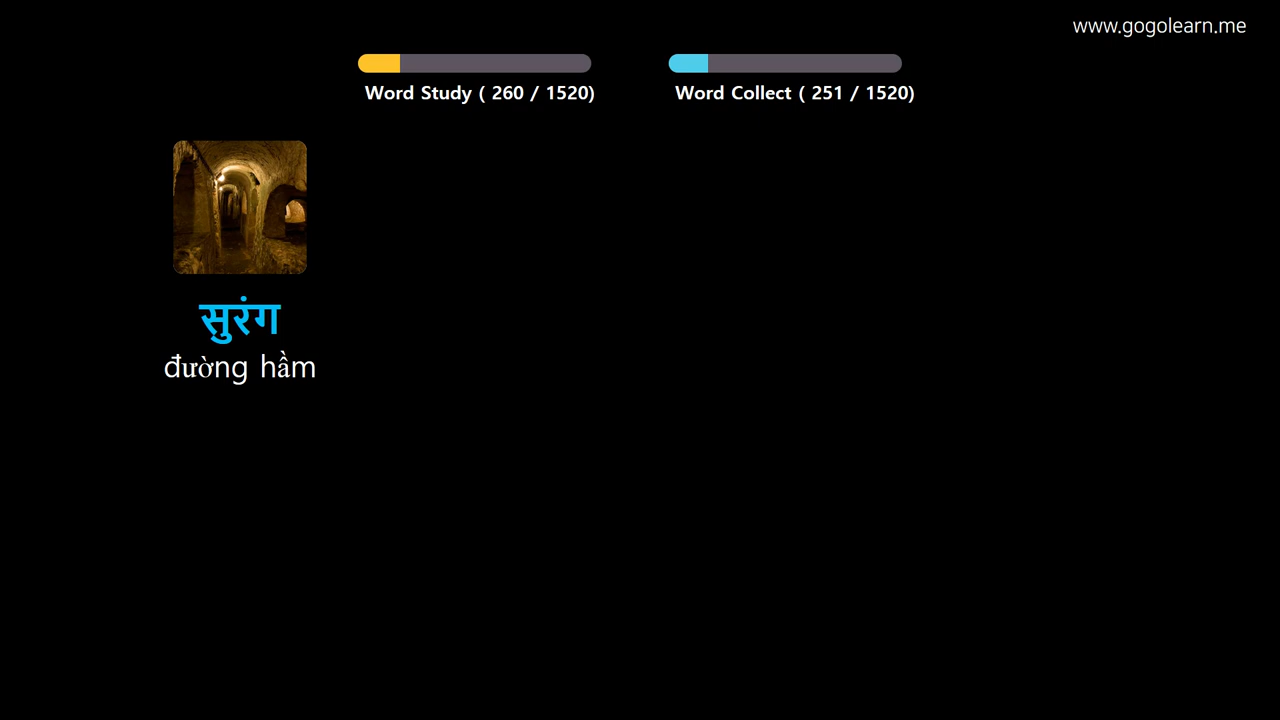 www.gogolearn.me
Word Study ( 260 / 1520)
Word Collect ( 251 / 1520)
सुरंग
đường hầm